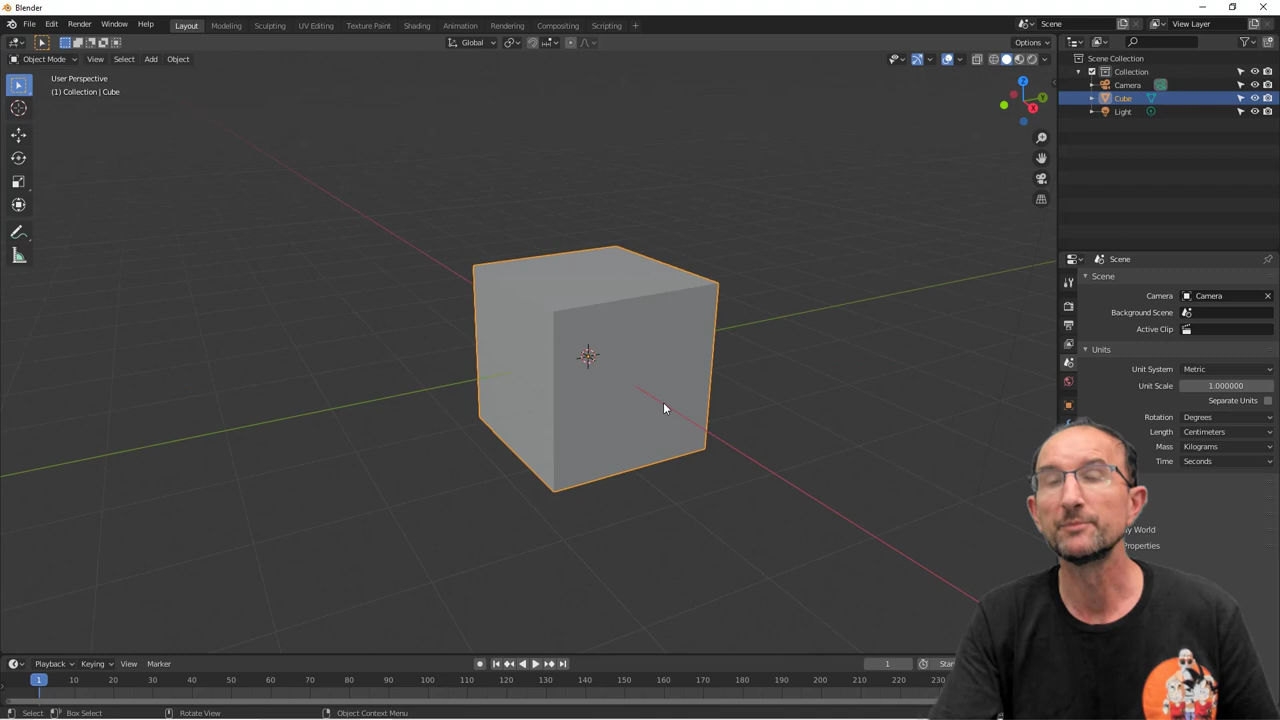 Blender
File Edit Render Window Help Layout Modeling Sculpting UV Editing Texture Paint Shading Animation Rendering Compositing Scripting + Scene View Layer
Global Options
Object Mode View Select Add Object
User Perspective
(1) Collection | Cube
Z
Y
X
Scene Collection
Collection
Camera
Cube
Light
Scene
Scene
Camera Camera
Background Scene
Active Clip
Units
Unit System Metric
Unit Scale 1.000000
Separate Units
Rotation Degrees
Length Centimeters
Mass Kilograms
Time Seconds
World
Properties
Playback Keying View Marker 1
1 10 20 30 40 50 60 70 80 90 100 110 120 130 140 150 160 170 180 190 200 210 220
Select Box Select Rotate View Object Context Menu